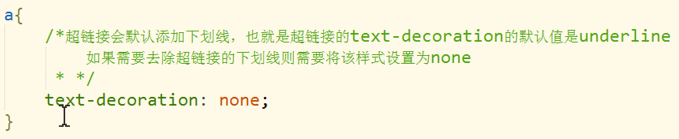 a{
/*超链接会默认添加下划线，也就是超链接的text-decoration的默认值是underline
如果需要去除超链接的下划线则需要将该样式设置为none
* */
text-decoration: none;
}